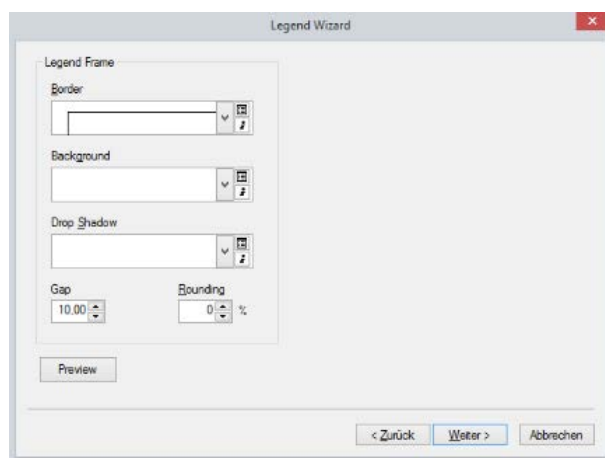 Legend Wizard
Legend Frame
Border
Background
Drop Shadow
Gap
Rounding
10,00
0
%
Preview
< Zurück
Weiter >
Abbrechen